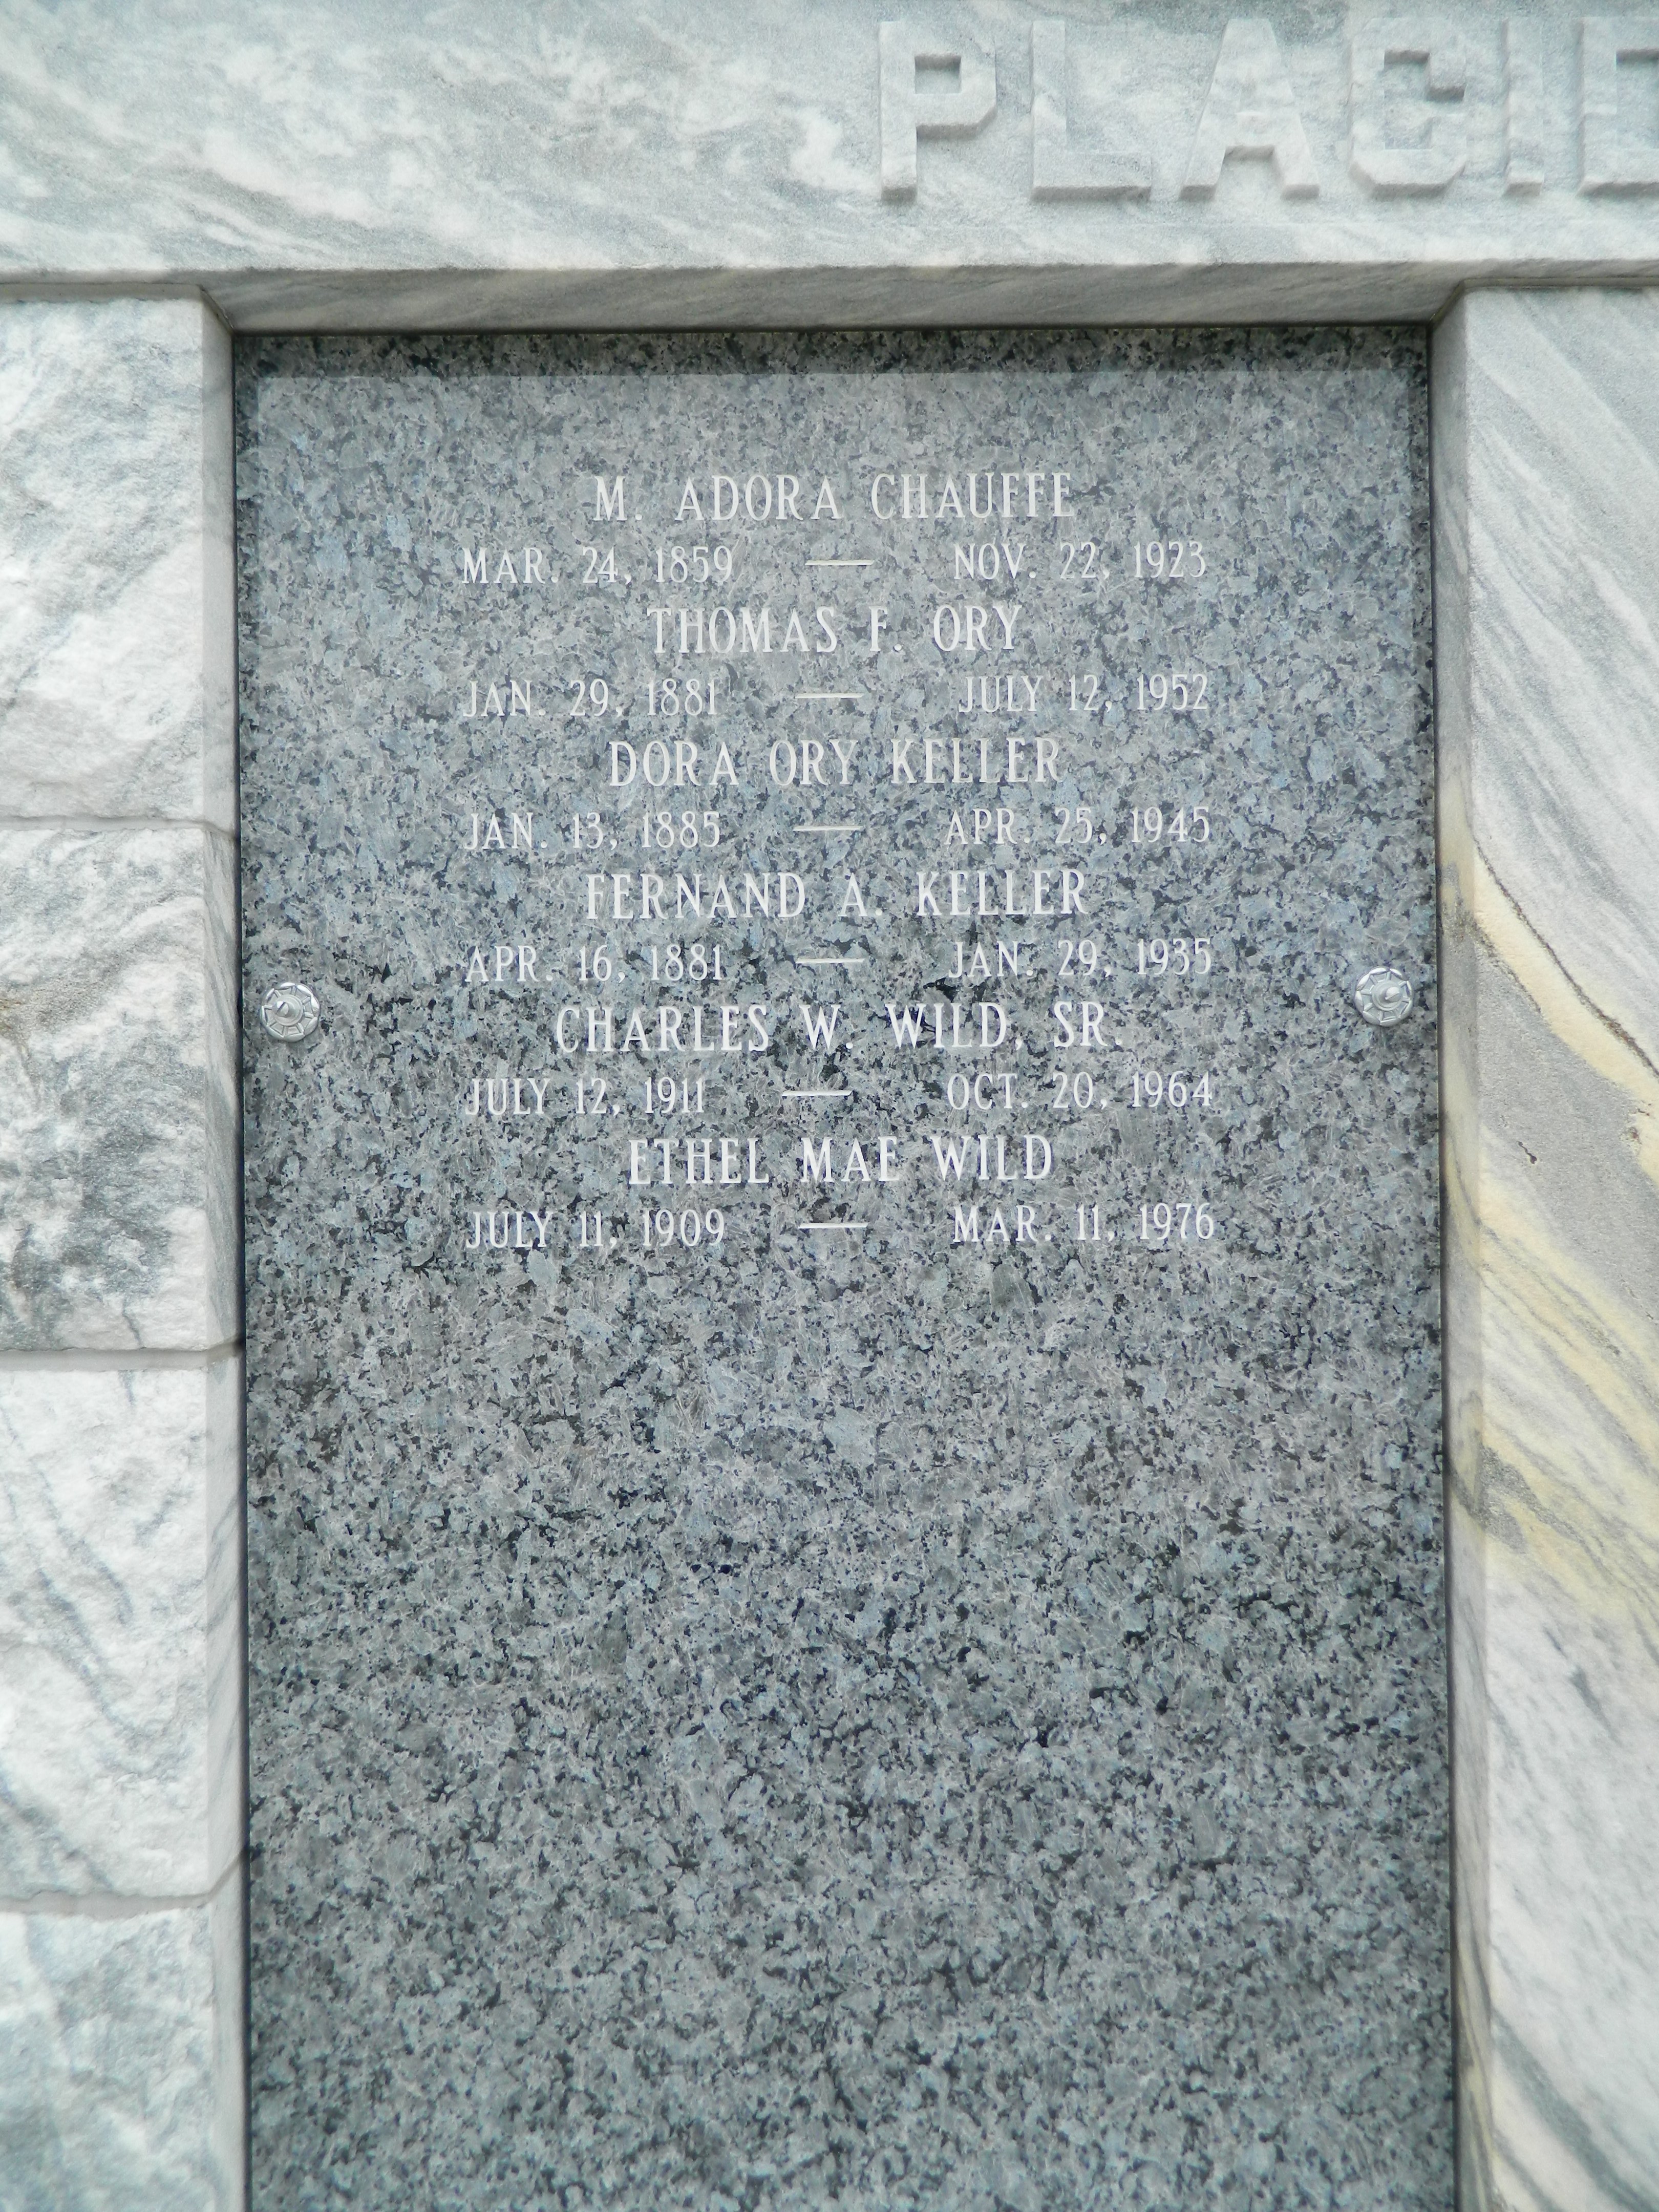 PLACID
M. ADORA CHAUFFE
MAR. 24, 1859 — NOV. 22, 1923
THOMAS F. ORY
JAN. 29, 1881 — JULY 12, 1952
DORA ORY KELLER
JAN. 13, 1885 — APR. 25, 1945
FERNAND A. KELLER
APR. 16, 1881 — JAN. 29, 1935
CHARLES W. WILD, SR.
JULY 12, 1911 — OCT. 20, 1964
ETHEL MAE WILD
JULY 11, 1909 — MAR. 11, 1976